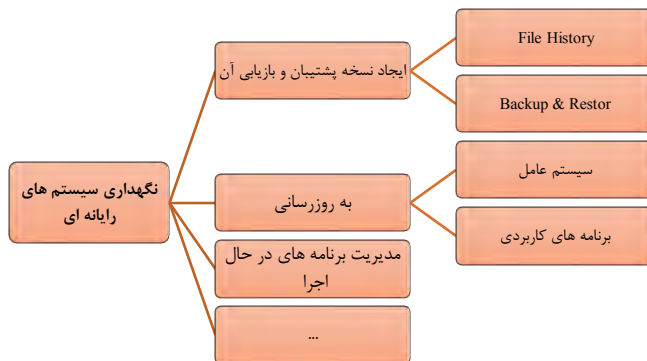 نگهداری سیستم های
رایانه ای
ایجاد نسخه پشتیبان و بازیابی آن
File History
Backup & Restor
به روزرسانی
سیستم عامل
برنامه های کاربردی
مدیریت برنامه های در حال
اجرا
...